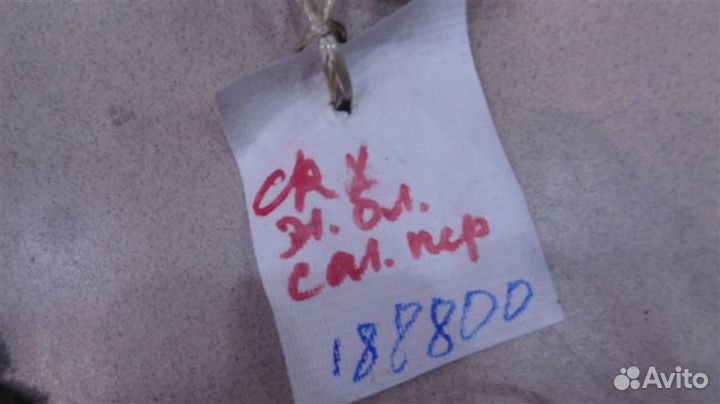 CR V
Эл. бл.
сал. пер
188800
Avito